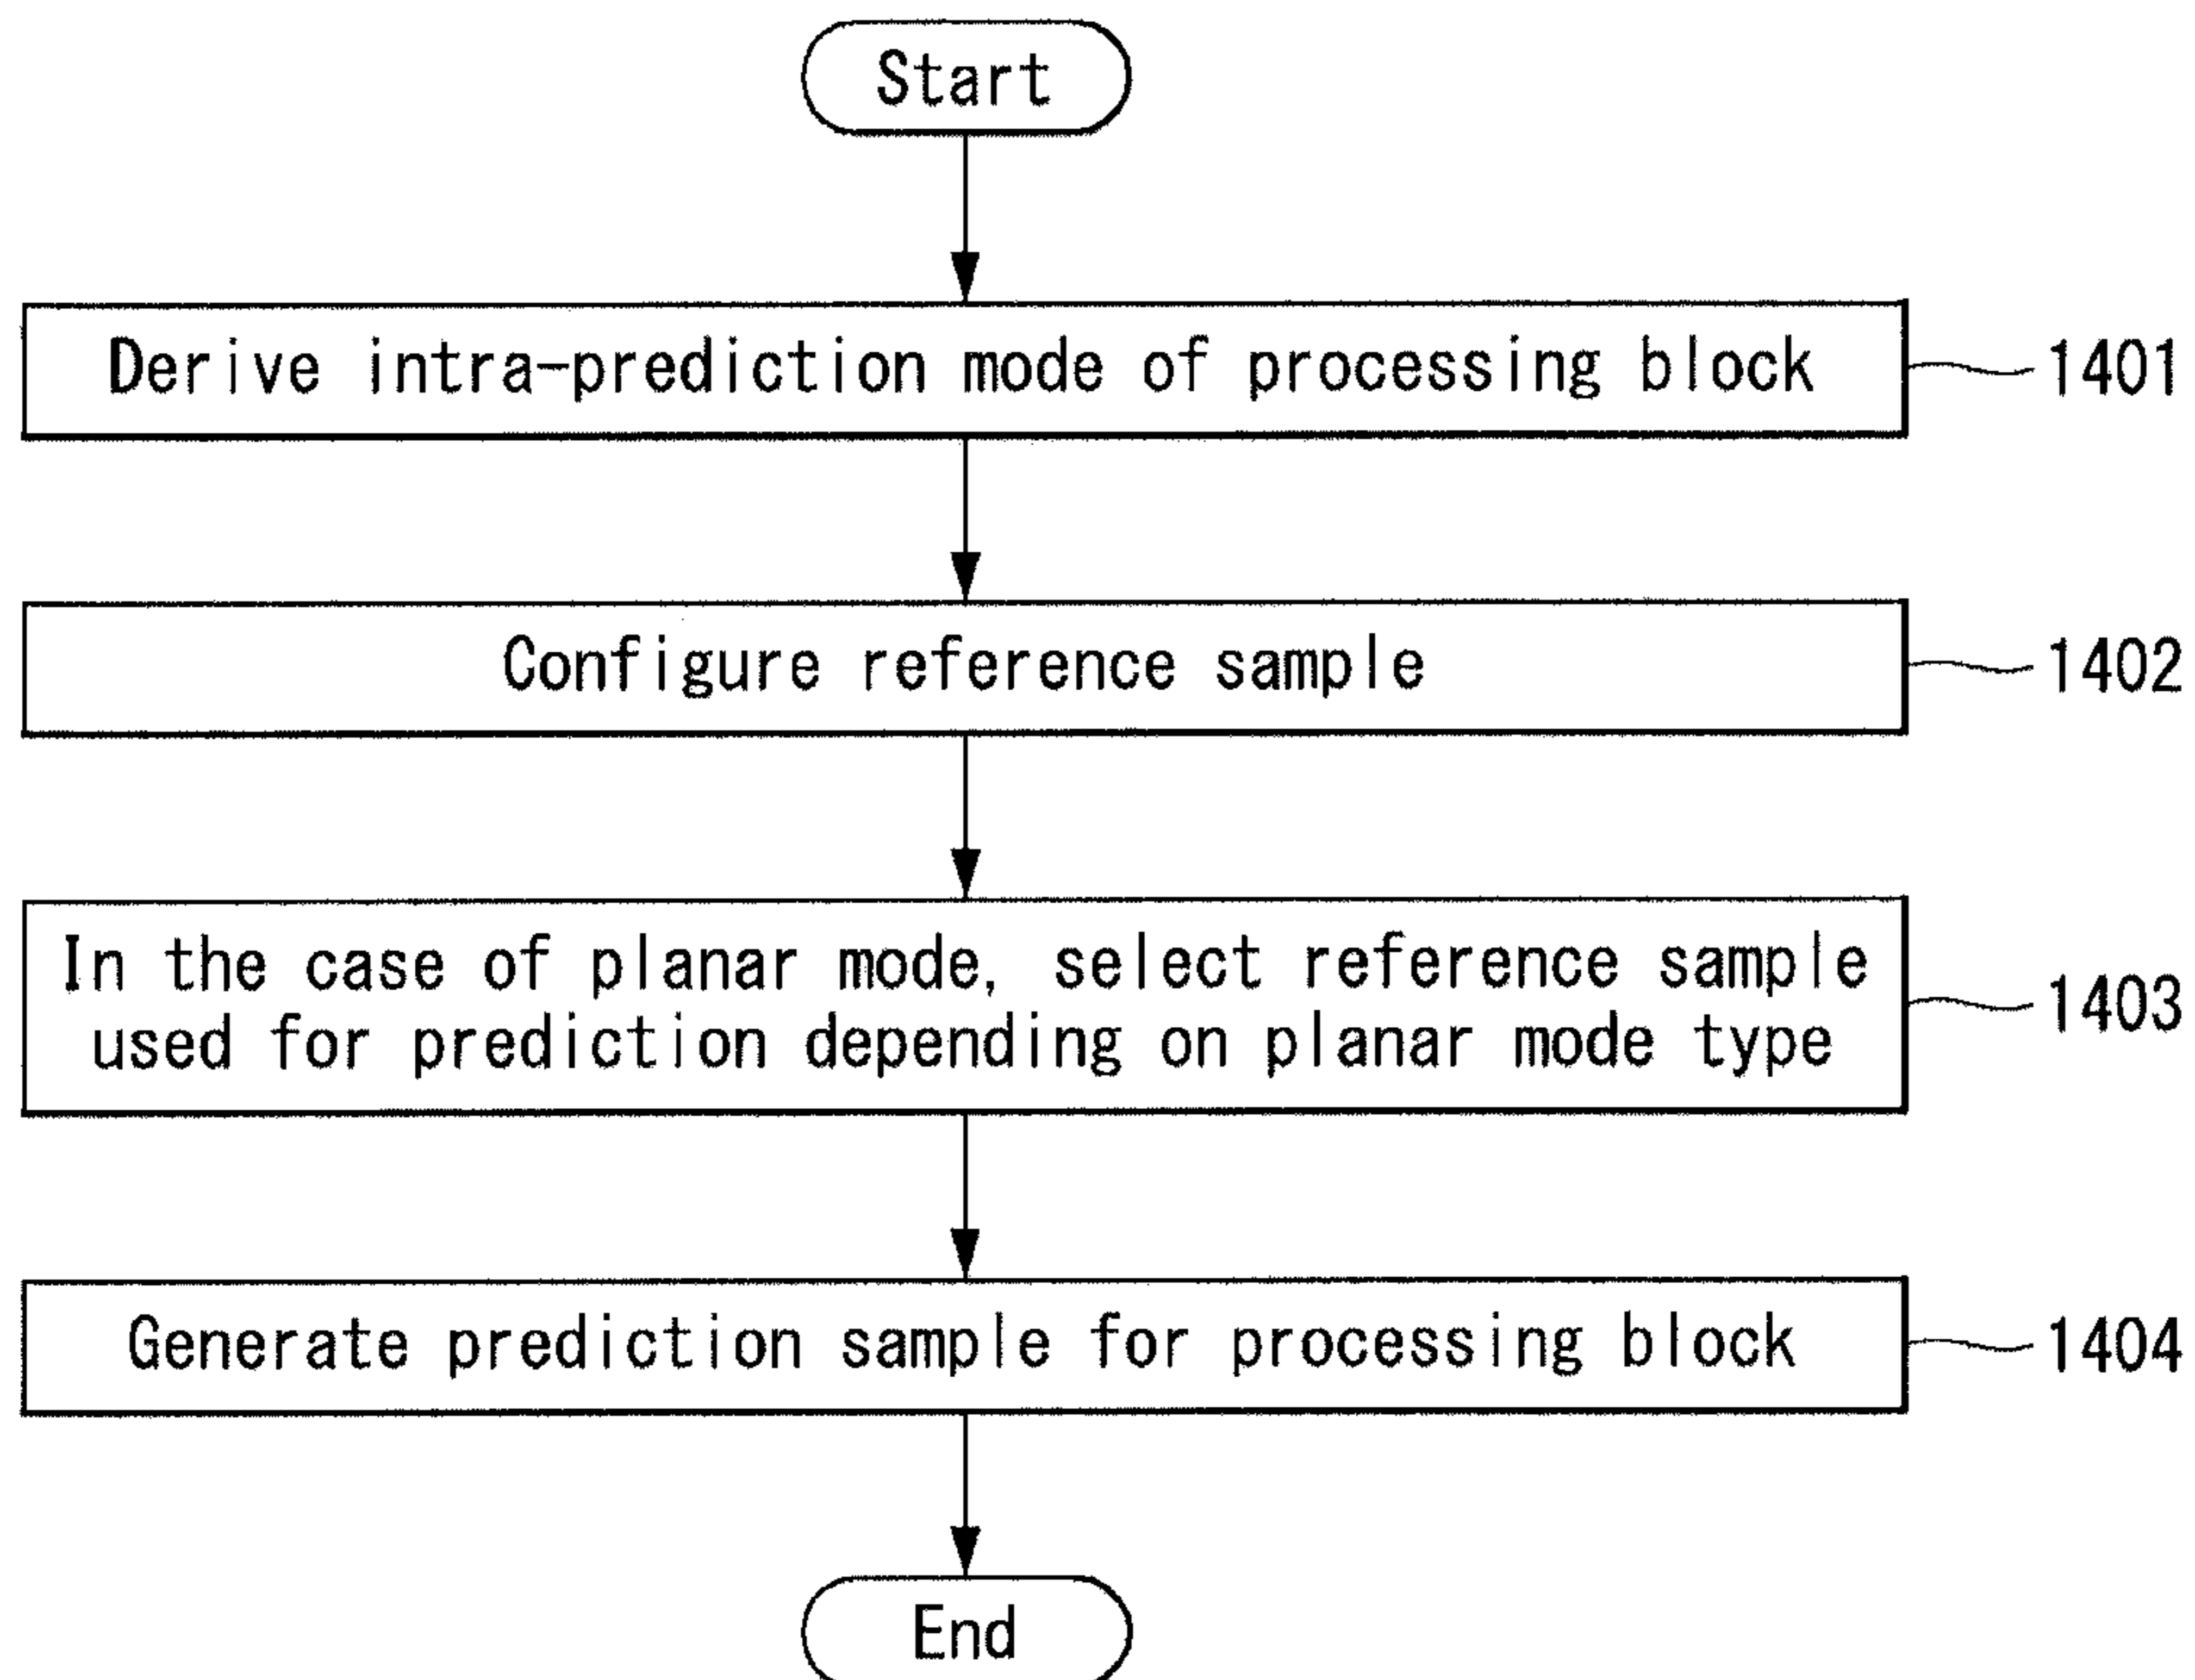 Start
Derive intra-prediction mode of processing block
1401
Configure reference sample
1402
In the case of planar mode, select reference sample
used for prediction depending on planar mode type
1403
Generate prediction sample for processing block
1404
End